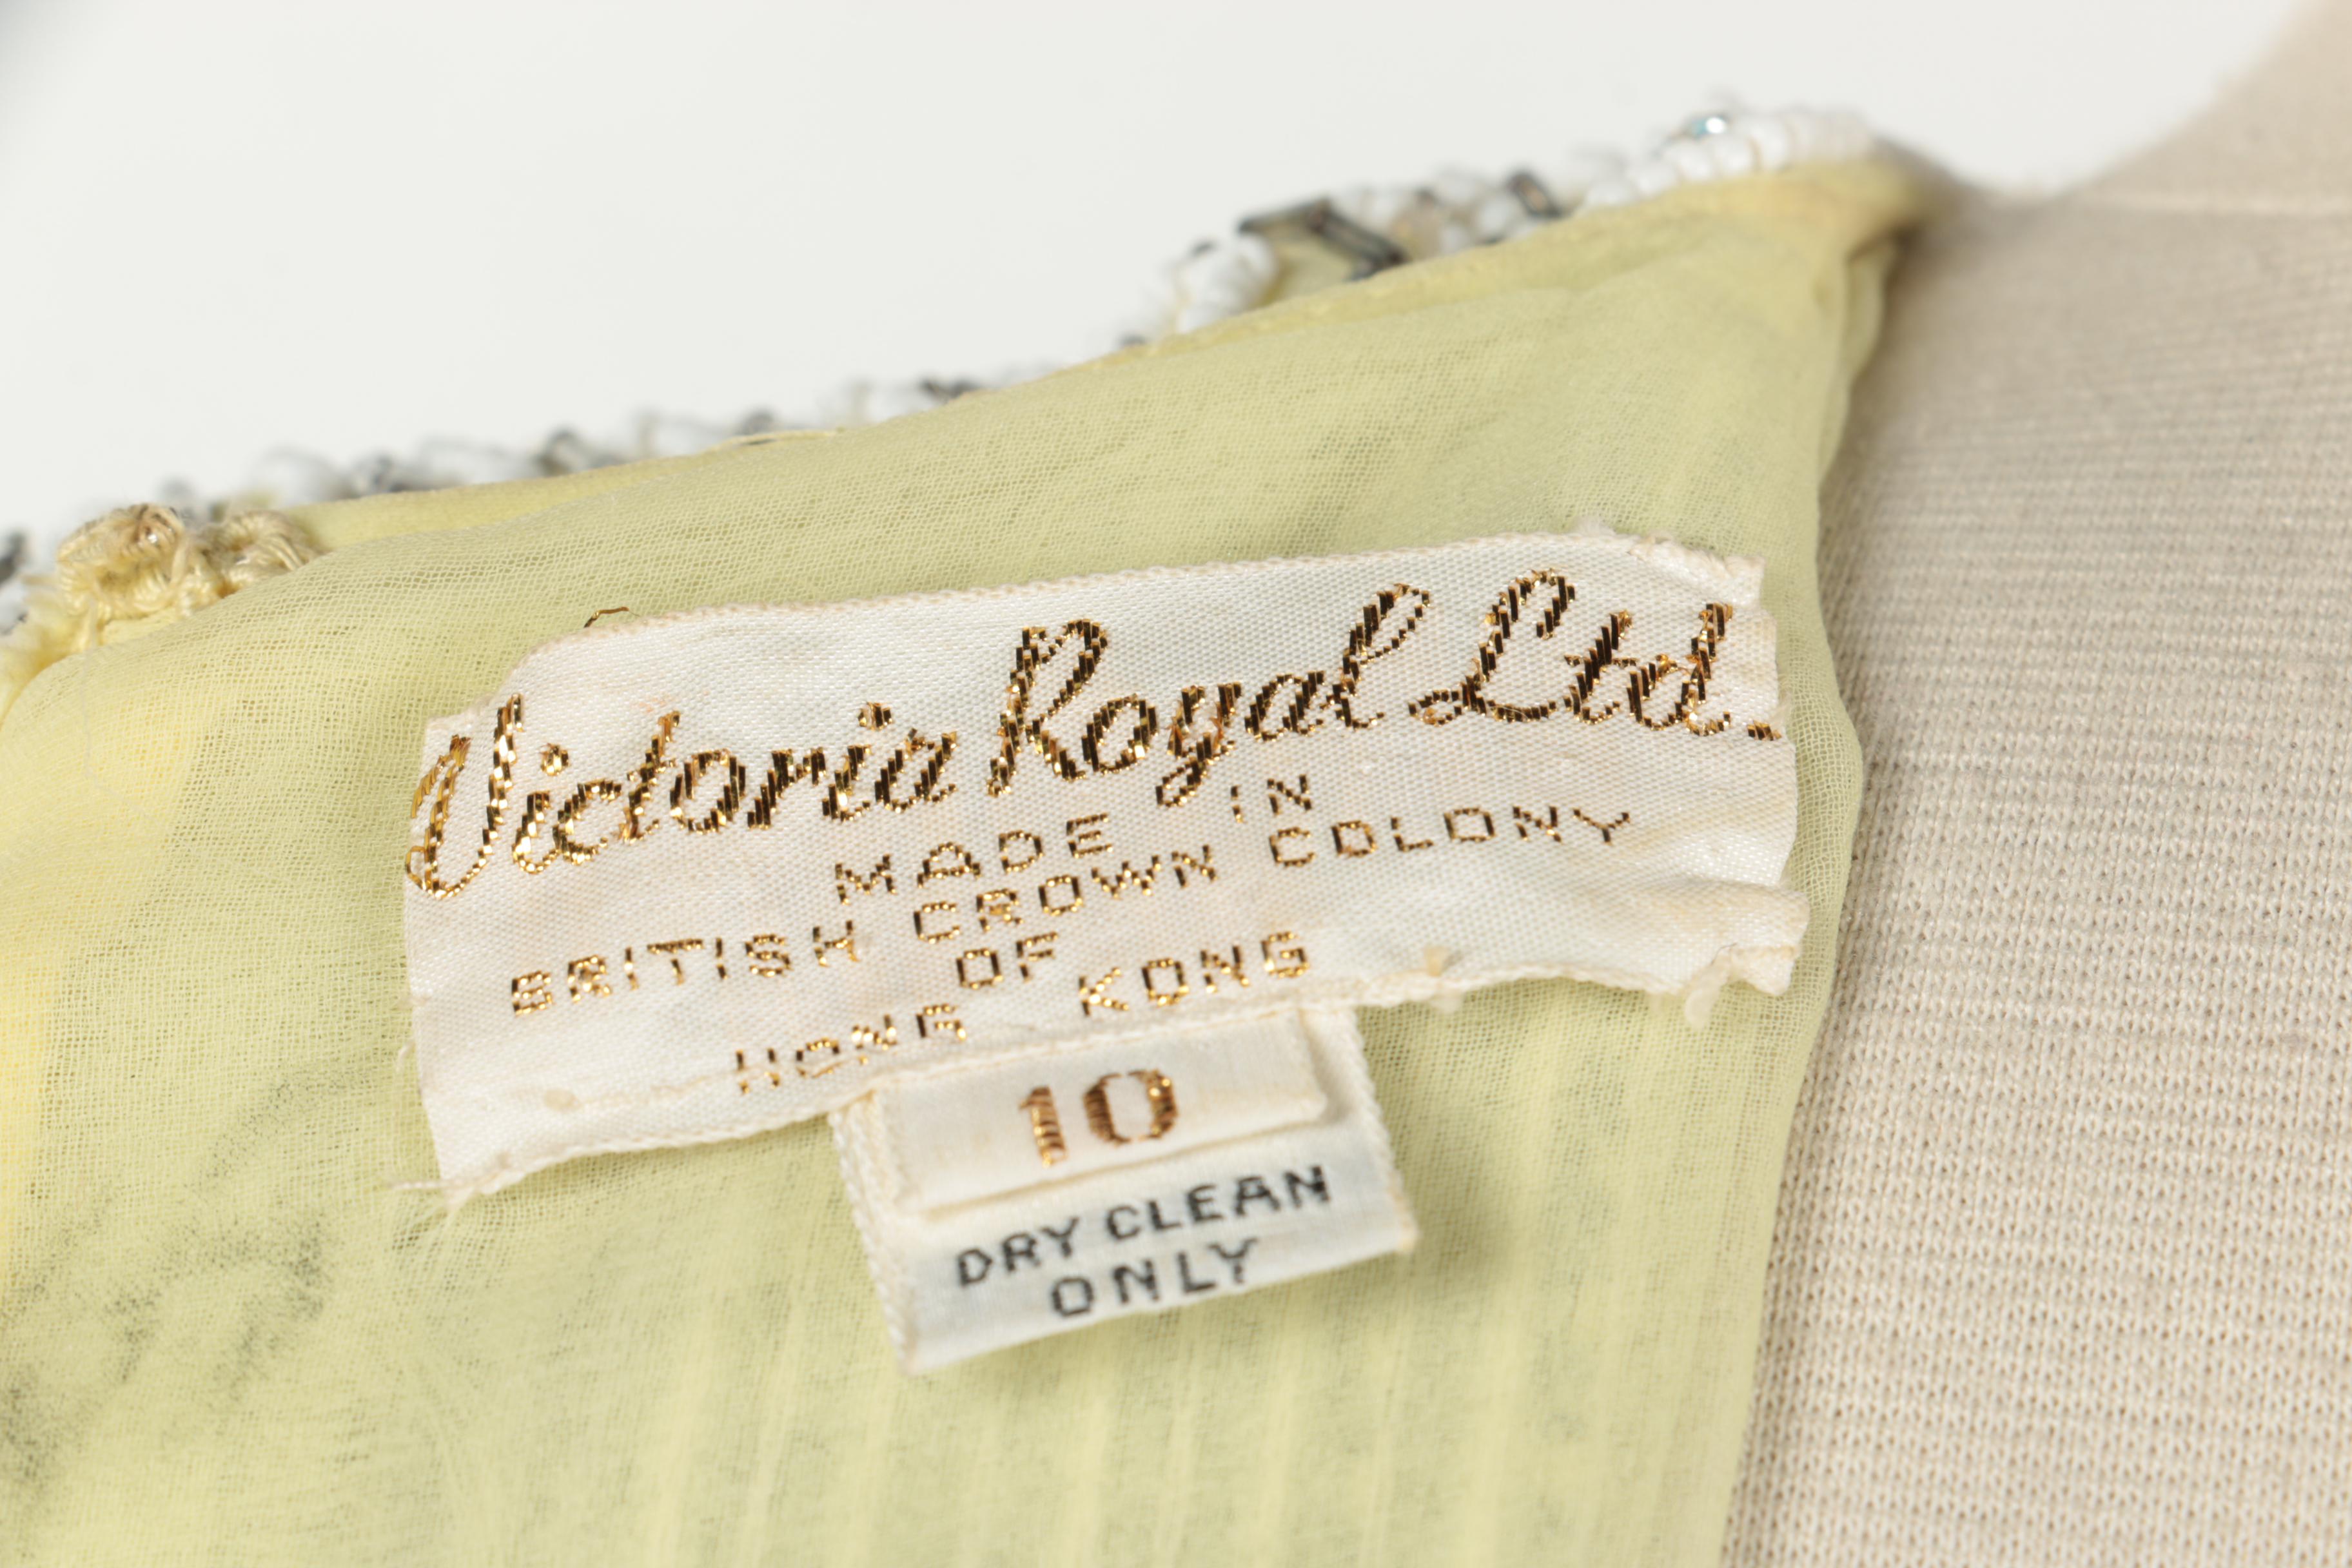 Victoria Royal Ltd.
MADE IN
BRITISH CROWN COLONY
OF
HONG KONG
10
DRY CLEAN
ONLY